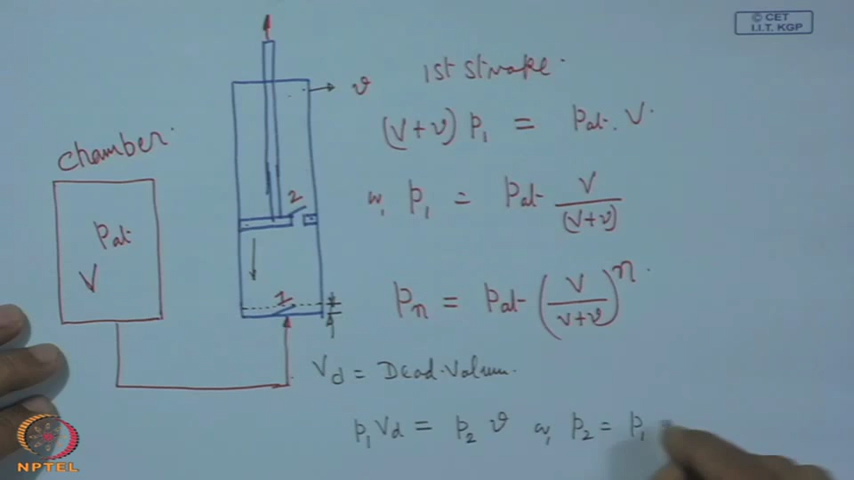 © CET
I.I.T. KGP
1st Stroke.
v
(V+v) P₁ = Pat. V.
chamber.
Pat
V
2
or, P₁ = Pat V/(V+v)
1
Pn = Pat (V/(V+v))^n.
Vd = Dead Volum.
P₁ Vd = P₂ v or, P₂ = P₁
NPTEL